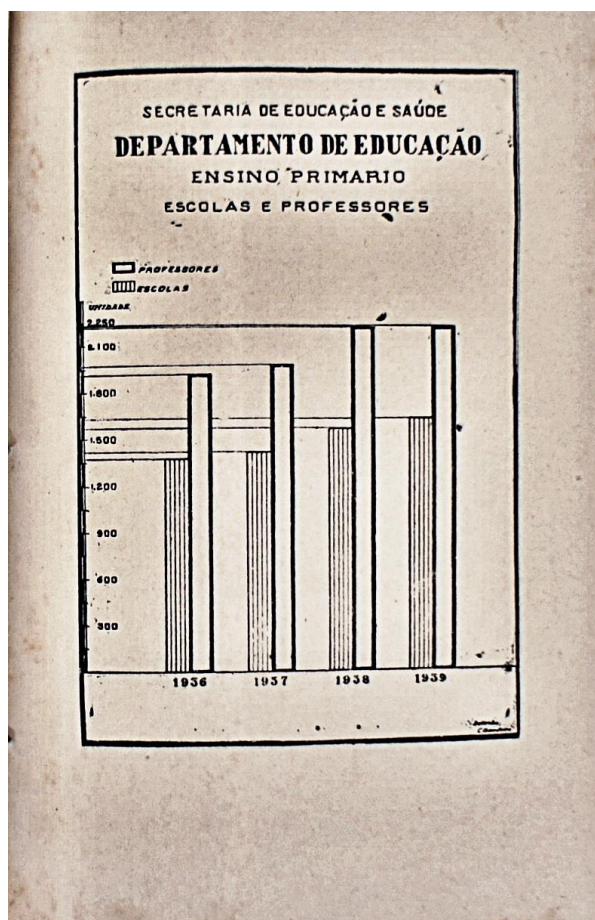 SECRETARIA DE EDUCAÇÃO E SAÚDE
DEPARTAMENTO DE EDUCAÇÃO
ENSINO PRIMARIO
ESCOLAS E PROFESSORES
PROFESSORES
ESCOLAS
UNIDADE
2.250
2.100
1.800
1.500
1.200
900
600
300
1936 1937 1938 1939